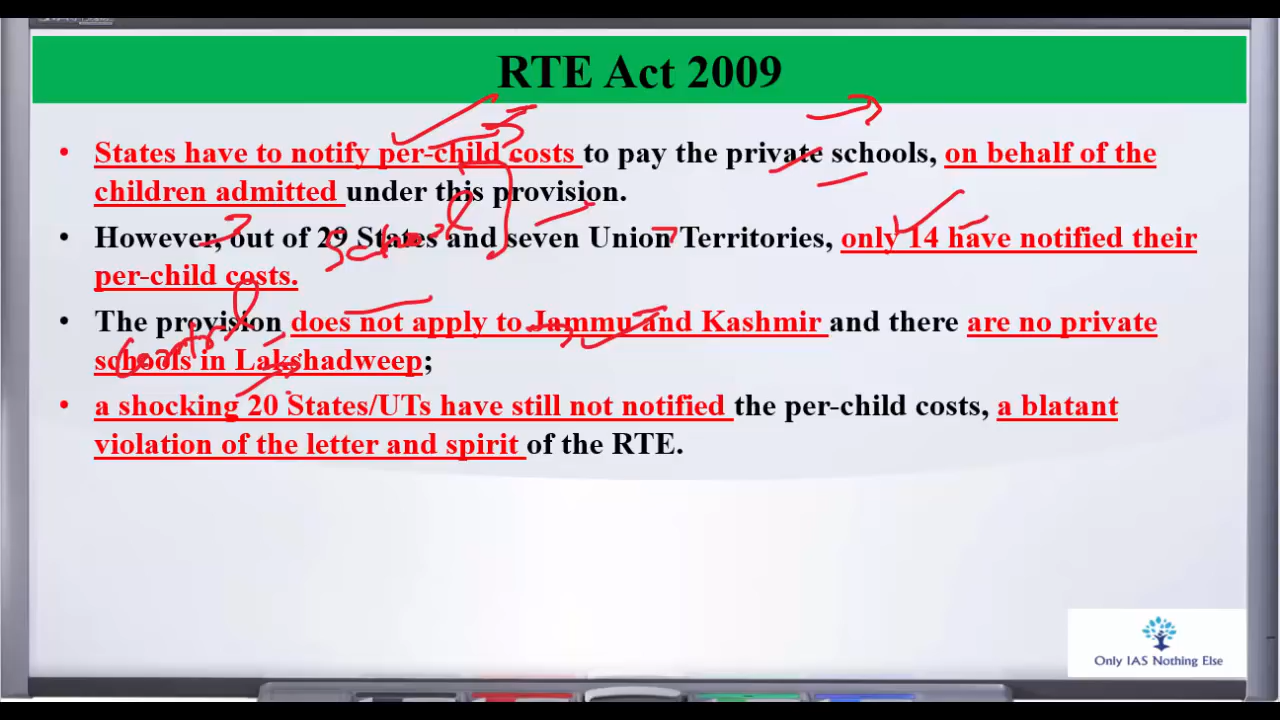 RTE Act 2009
• States have to notify per-child costs to pay the private schools, on behalf of the
children admitted under this provision.
• However, out of 29 States and seven Union Territories, only 14 have notified their
per-child costs.
• The provision does not apply to Jammu and Kashmir and there are no private
schools in Lakshadweep;
• a shocking 20 States/UTs have still not notified the per-child costs, a blatant
violation of the letter and spirit of the RTE.
Only IAS Nothing Else